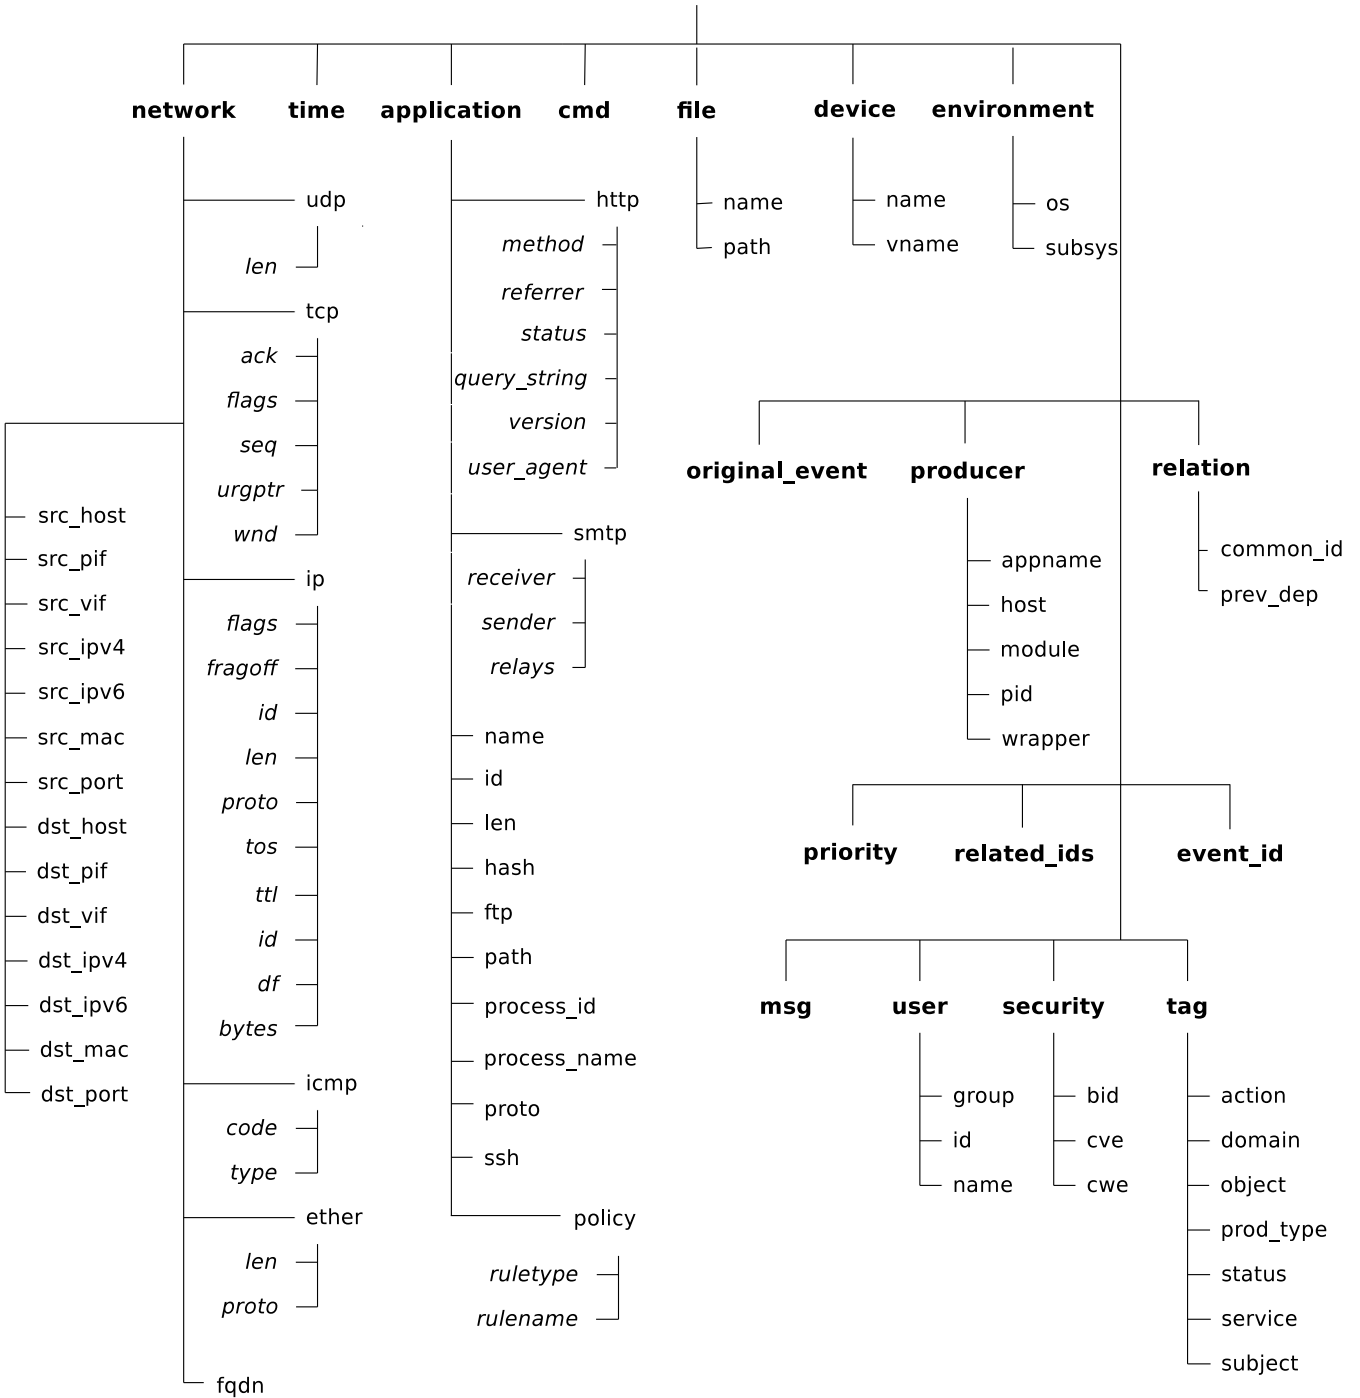 network time application cmd file device environment
udp
len
tcp
ack
flags
seq
urgptr
wnd
ip
flags
fragoff
id
len
proto
tos
ttl
id
df
bytes
icmp
code
type
ether
len
proto
fqdn
src_host
src_pif
src_vif
src_ipv4
src_ipv6
src_mac
src_port
dst_host
dst_pif
dst_vif
dst_ipv4
dst_ipv6
dst_mac
dst_port
http
method
referrer
status
query_string
version
user_agent
smtp
receiver
sender
relays
name
id
len
hash
ftp
path
process_id
process_name
proto
ssh
policy
ruletype
rulename
name
path
name
vname
os
subsys
original_event producer relation
appname
host
module
pid
wrapper
common_id
prev_dep
priority related_ids event_id
msg user security tag
group
id
name
bid
cve
cwe
action
domain
object
prod_type
status
service
subject